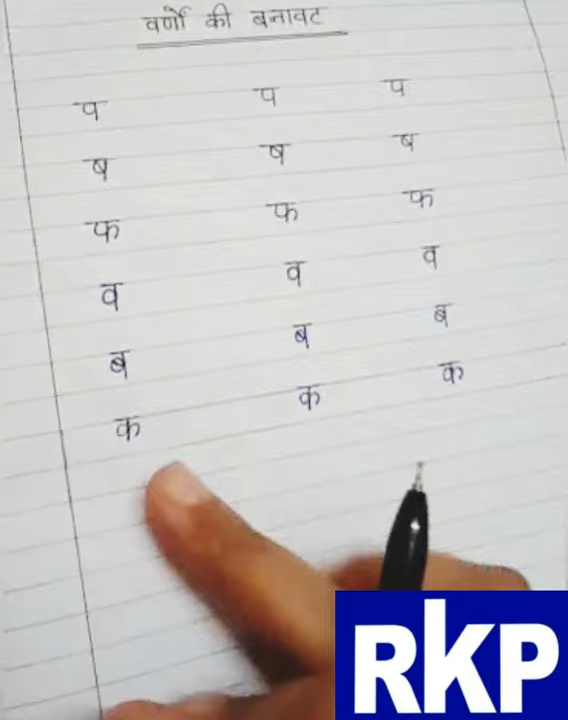 वर्णों की बनावट
प प प
ष ष ष
फ फ फ
व व व
ब ब ब
क क क
RKP